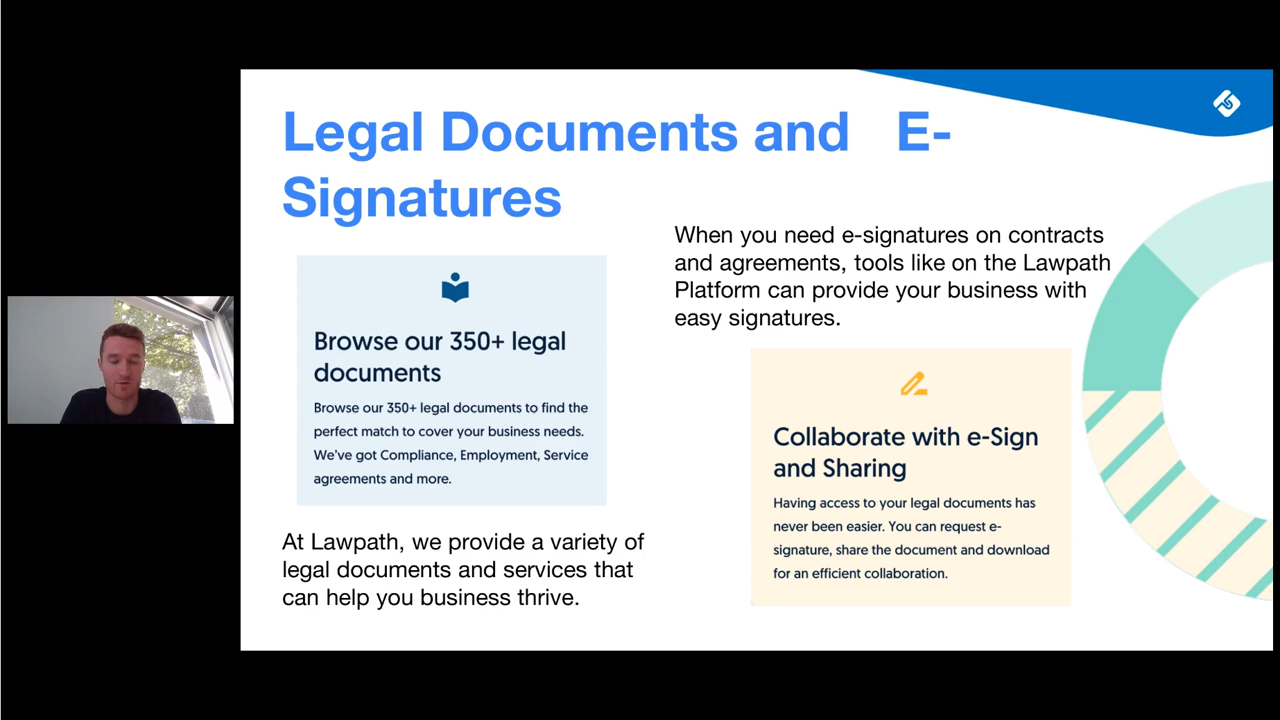 Legal Documents and E-
Signatures
Browse our 350+ legal
documents
Browse our 350+ legal documents to find the
perfect match to cover your business needs.
We've got Compliance, Employment, Service
agreements and more.
At Lawpath, we provide a variety of
legal documents and services that
can help you business thrive.
When you need e-signatures on contracts
and agreements, tools like on the Lawpath
Platform can provide your business with
easy signatures.
Collaborate with e-Sign
and Sharing
Having access to your legal documents has
never been easier. You can request e-
signature, share the document and download
for an efficient collaboration.